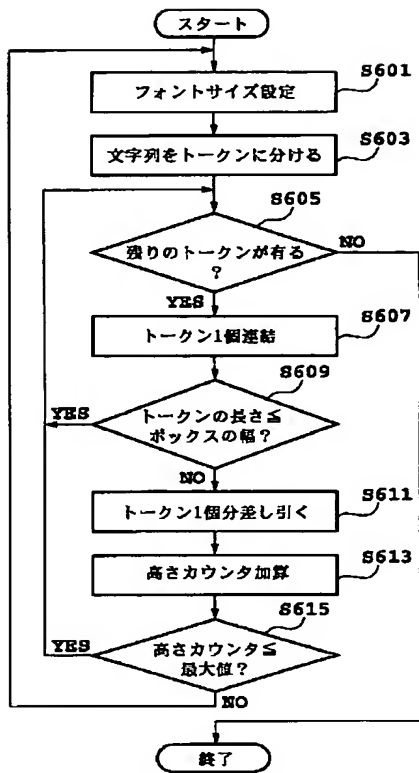 スタート
S601
フォントサイズ設定
S603
文字列をトークンに分ける
S605
残りのトークンが有る
?
NO
YES
S607
トークン1個連結
S609
YES
トークンの長さ≦
ボックスの幅?
NO
S611
トークン1個分差し引く
S613
高さカウンタ加算
S615
YES
高さカウンタ≦
最大値?
NO
終了